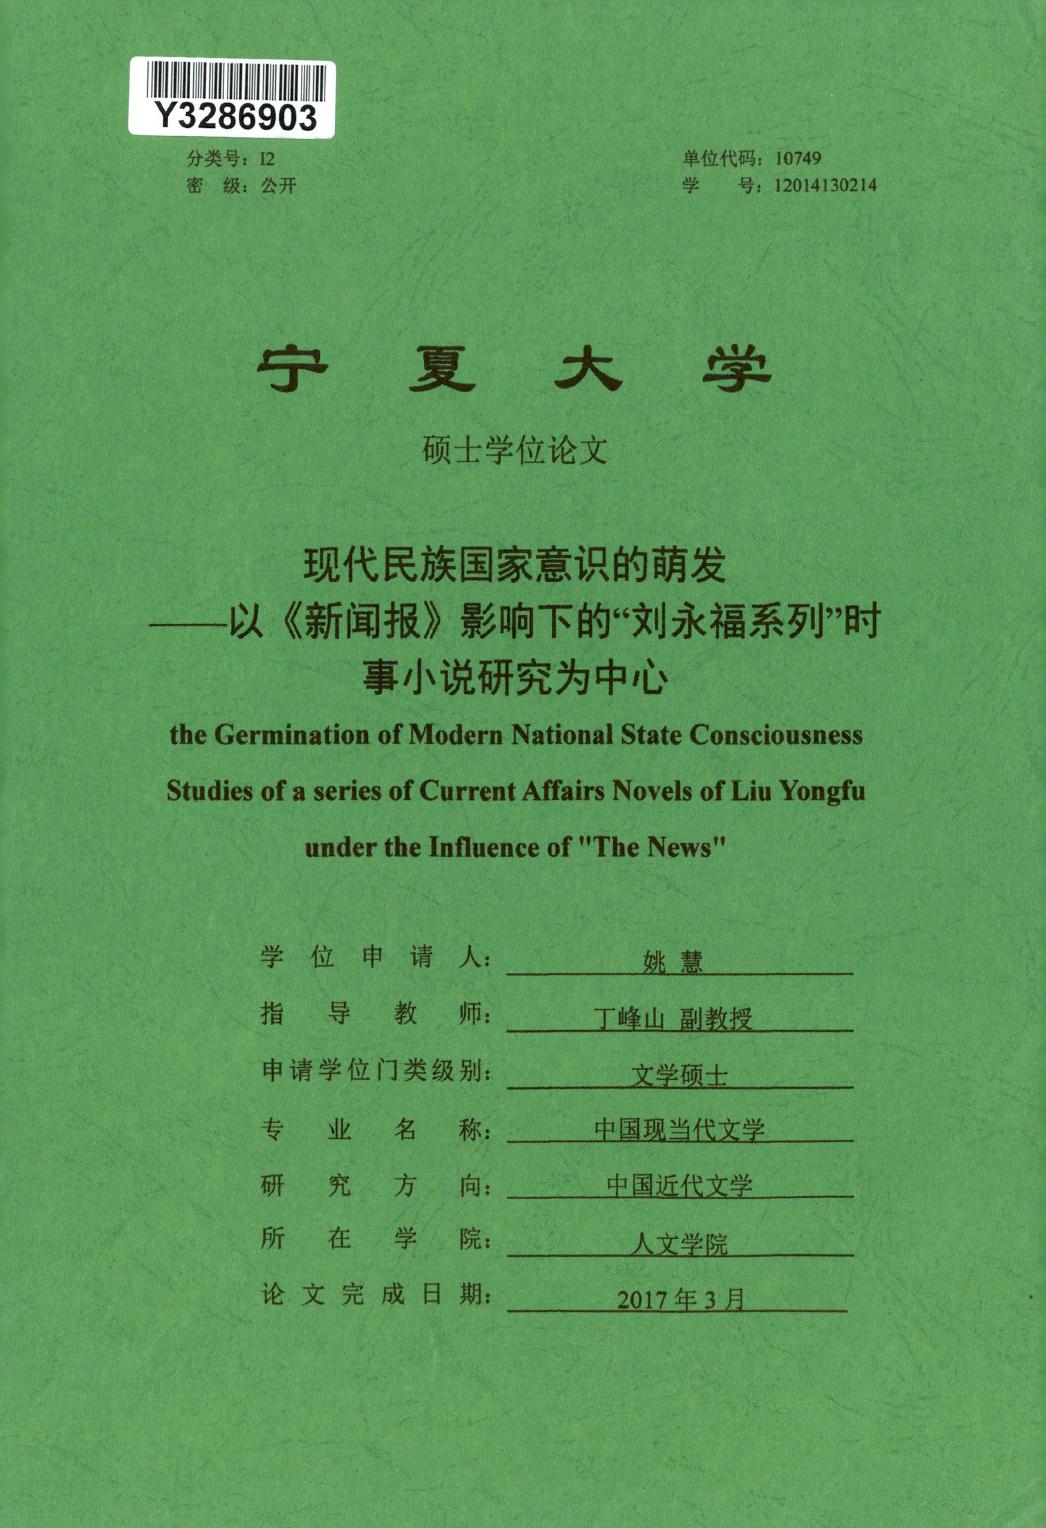 Y3286903
分类号：I2
单位代码：10749
密 级：公开
学 号：12014130214
宁夏大学
硕士学位论文
现代民族国家意识的萌发
——以《新闻报》影响下的“刘永福系列”时
事小说研究为中心
the Germination of Modern National State Consciousness
Studies of a series of Current Affairs Novels of Liu Yongfu
under the Influence of "The News"
学位申请人： 姚 慧
指导教师： 丁峰山 副教授
申请学位门类级别： 文学硕士
专业名称： 中国现当代文学
研究方向： 中国近代文学
所在学院： 人文学院
论文完成日期： 2017 年 3 月